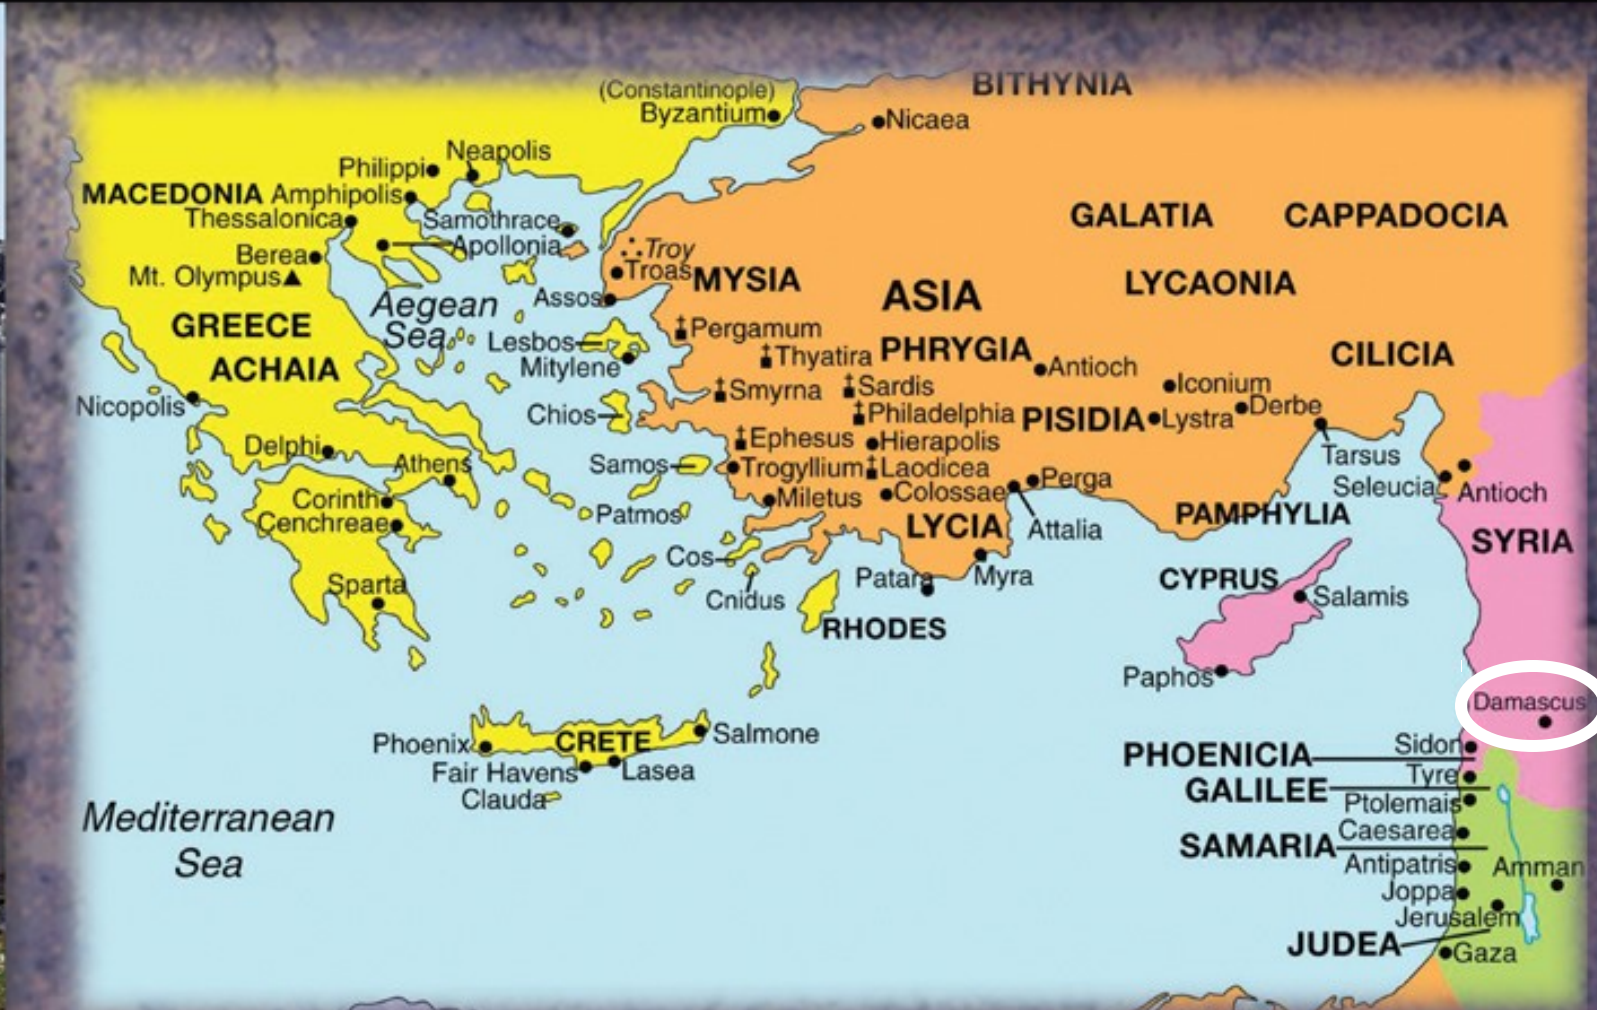 BITHYNIA
(Constantinople)
Byzantium
Nicaea
Neapolis
Philippi
MACEDONIA Amphipolis
Thessalonica
Samothrace
Apollonia
Berea
Mt. Olympus
Troy
Troas
MYSIA
Assos
Aegean
Sea
GREECE
ACHAIA
Lesbos
Mitylene
Nicopolis
Chios
Delphi
Athens
Samos
Corinth
Cenchreae
Patmos
Sparta
Cos
Cnidus
RHODES
GALATIA
CAPPADOCIA
LYCAONIA
ASIA
Pergamum
Thyatira
PHRYGIA
Antioch
CILICIA
Smyrna
Sardis
Iconium
Derbe
Philadelphia
PISIDIA
Lystra
Ephesus
Hierapolis
Tarsus
Trogyllium
Laodicea
Perga
Seleucia
Antioch
Miletus
Colossae
PAMPHYLIA
LYCIA
Attalia
SYRIA
Patara
Myra
CYPRUS
Salamis
Paphos
Damascus
Phoenix
CRETE
Salmone
Fair Havens
Lasea
Clauda
Mediterranean
Sea
Sidon
PHOENICIA
Tyre
GALILEE
Ptolemais
Caesarea
SAMARIA
Antipatris
Amman
Joppa
Jerusalem
JUDEA
Gaza